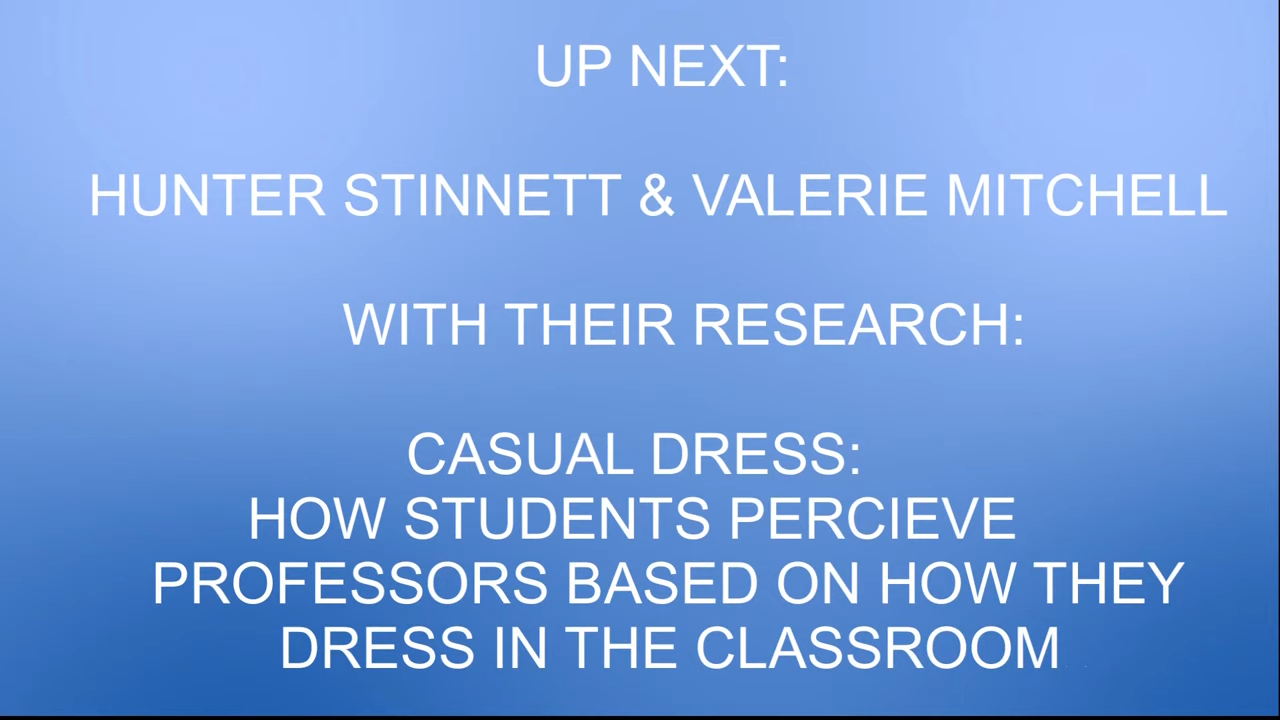 UP NEXT:
HUNTER STINNETT & VALERIE MITCHELL
WITH THEIR RESEARCH:
CASUAL DRESS:
HOW STUDENTS PERCIEVE
PROFESSORS BASED ON HOW THEY
DRESS IN THE CLASSROOM